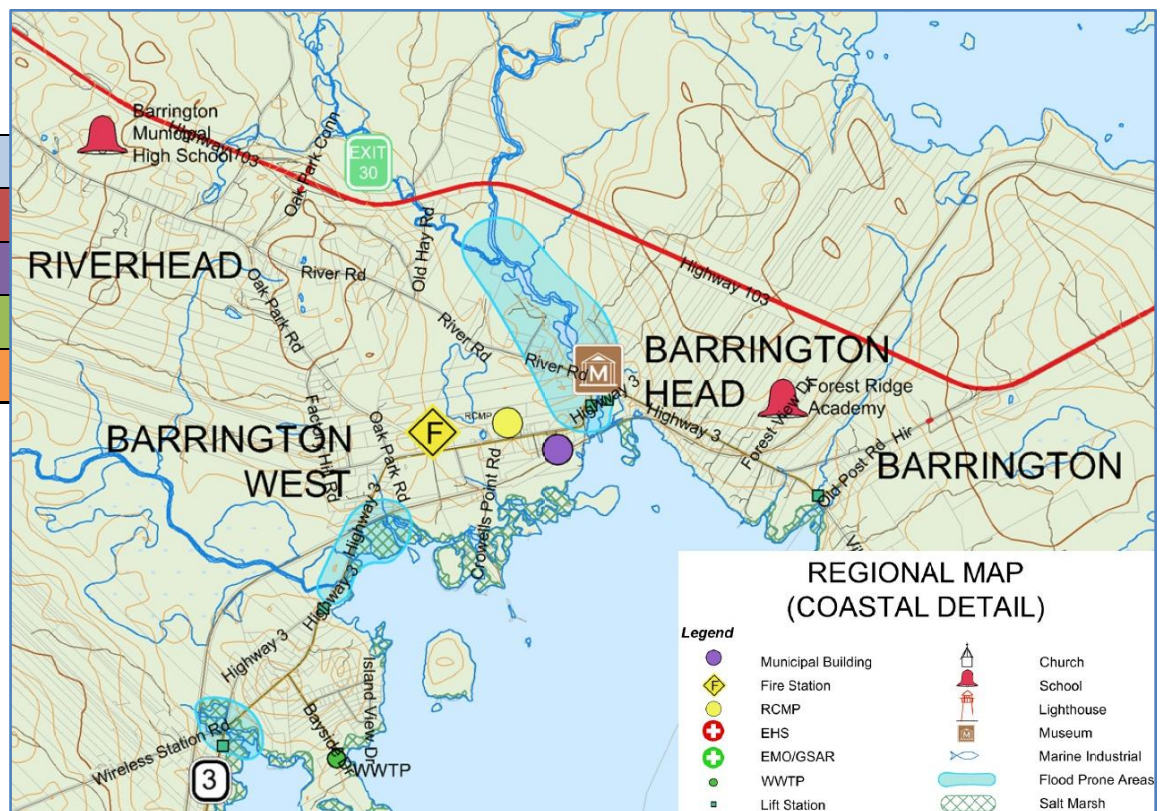 Barrington
Municipal
High School
Highway 103
EXIT
30
Oak Park Conn
Old Hay Rd
RIVERHEAD
River Rd
Oak Park Rd
Highway 103
River Rd
River Rd
M
BARRINGTON
HEAD
Highway 3
Highway 3
Forest Ridge
Academy
Forest View Dr
Old Post Rd Hir
BARRINGTON
BARRINGTON
WEST
Factory Hill Rd
Oak Park Rd
F
RCMP
Crowells Point Rd
Highway 3
Highway 3
Highway 3
Island View Dr
Bayside Dr
WWTP
Wireless Station Rd
3
REGIONAL MAP
(COASTAL DETAIL)
Legend
Municipal Building
F
Fire Station
RCMP
EHS
EMO/GSAR
WWTP
Lift Station
Church
School
Lighthouse
M
Museum
Marine Industrial
Flood Prone Areas
Salt Marsh